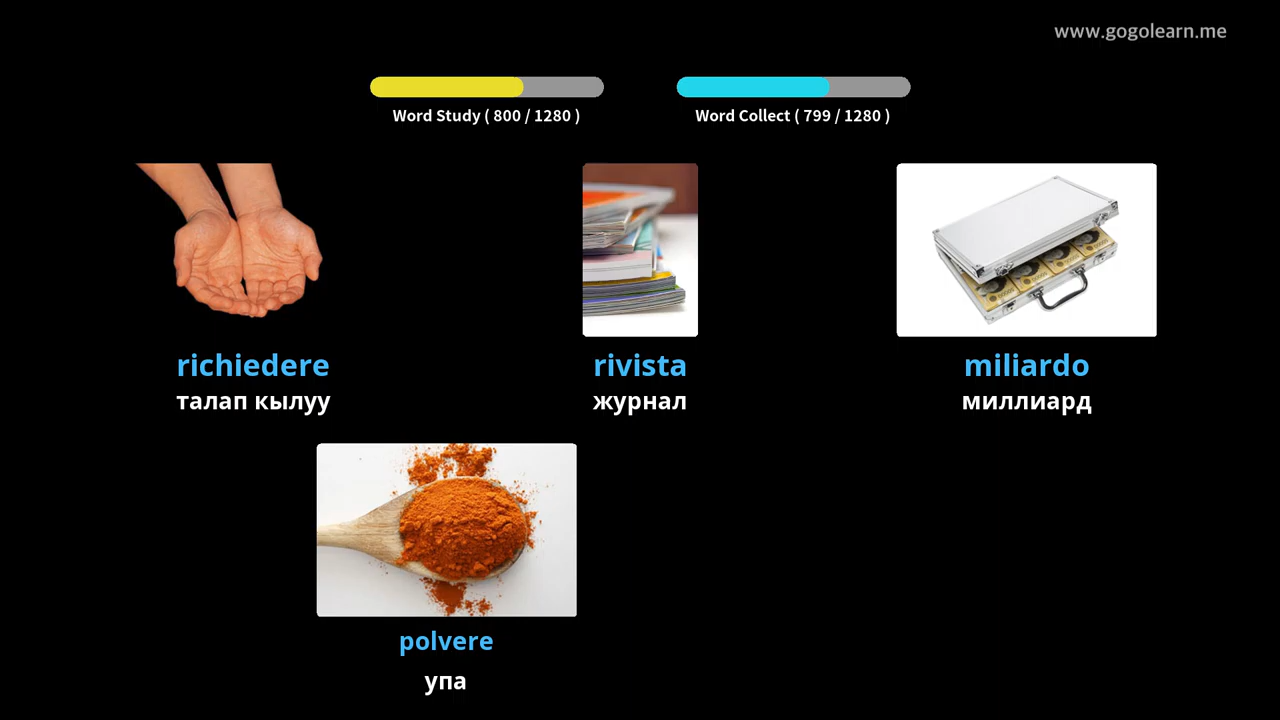 www.gogolearn.me
Word Study ( 800 / 1280 )
Word Collect ( 799 / 1280 )
richiedere
талап кылуу
rivista
журнал
miliardo
миллиард
polvere
упа